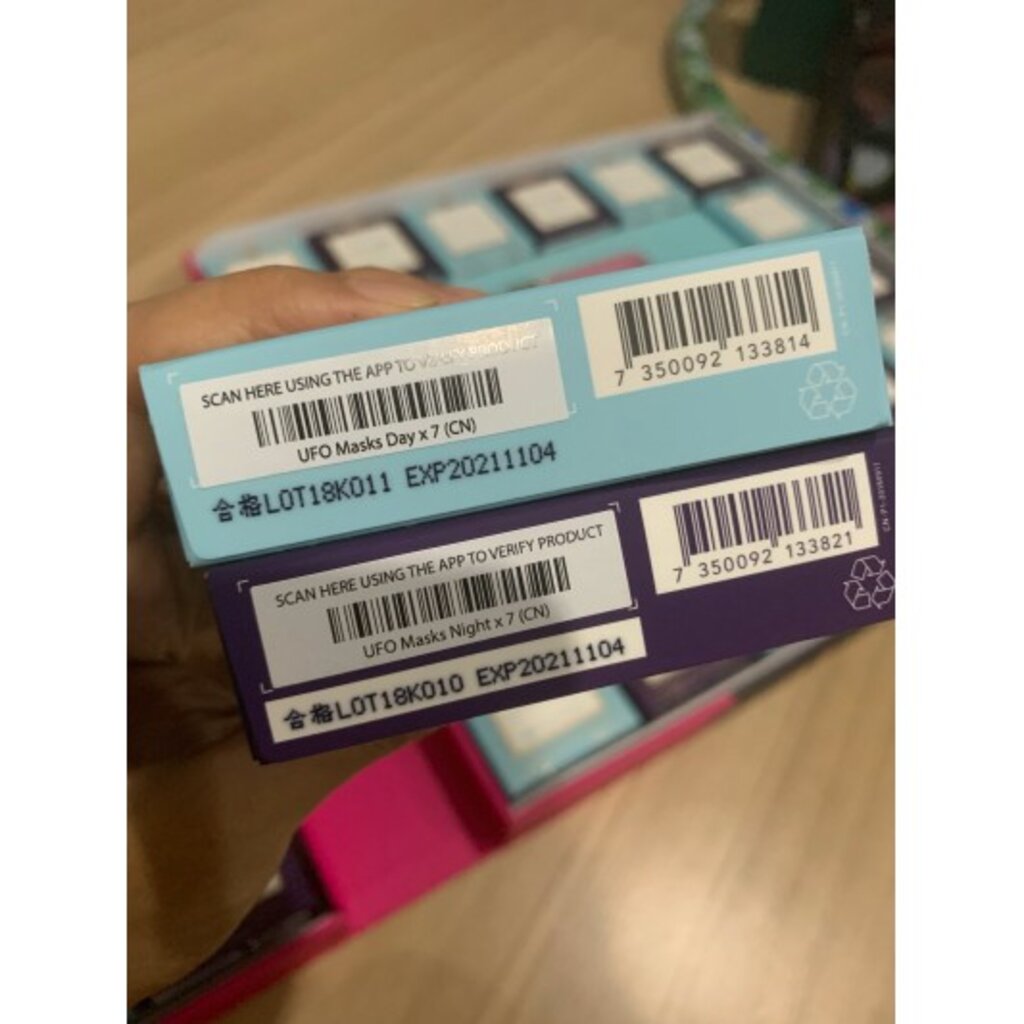 SCAN HERE USING THE APP TO VERIFY PRODUCT
UFO Masks Day x 7 (CN)
合格LOT18K011 EXP20211104
7 350092 133814
SCAN HERE USING THE APP TO VERIFY PRODUCT
UFO Masks Night x 7 (CN)
合格LOT18K010 EXP20211104
7 350092 133821